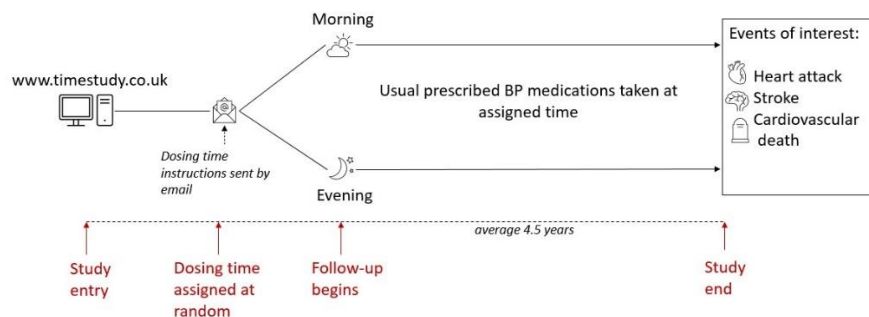 Morning
www.timestudy.co.uk
@
Dosing time
instructions sent by
email
Usual prescribed BP medications taken at
assigned time
Evening
Events of interest:
Heart attack
Stroke
Cardiovascular
death
average 4.5 years
Study
entry
Dosing time
assigned at
random
Follow-up
begins
Study
end